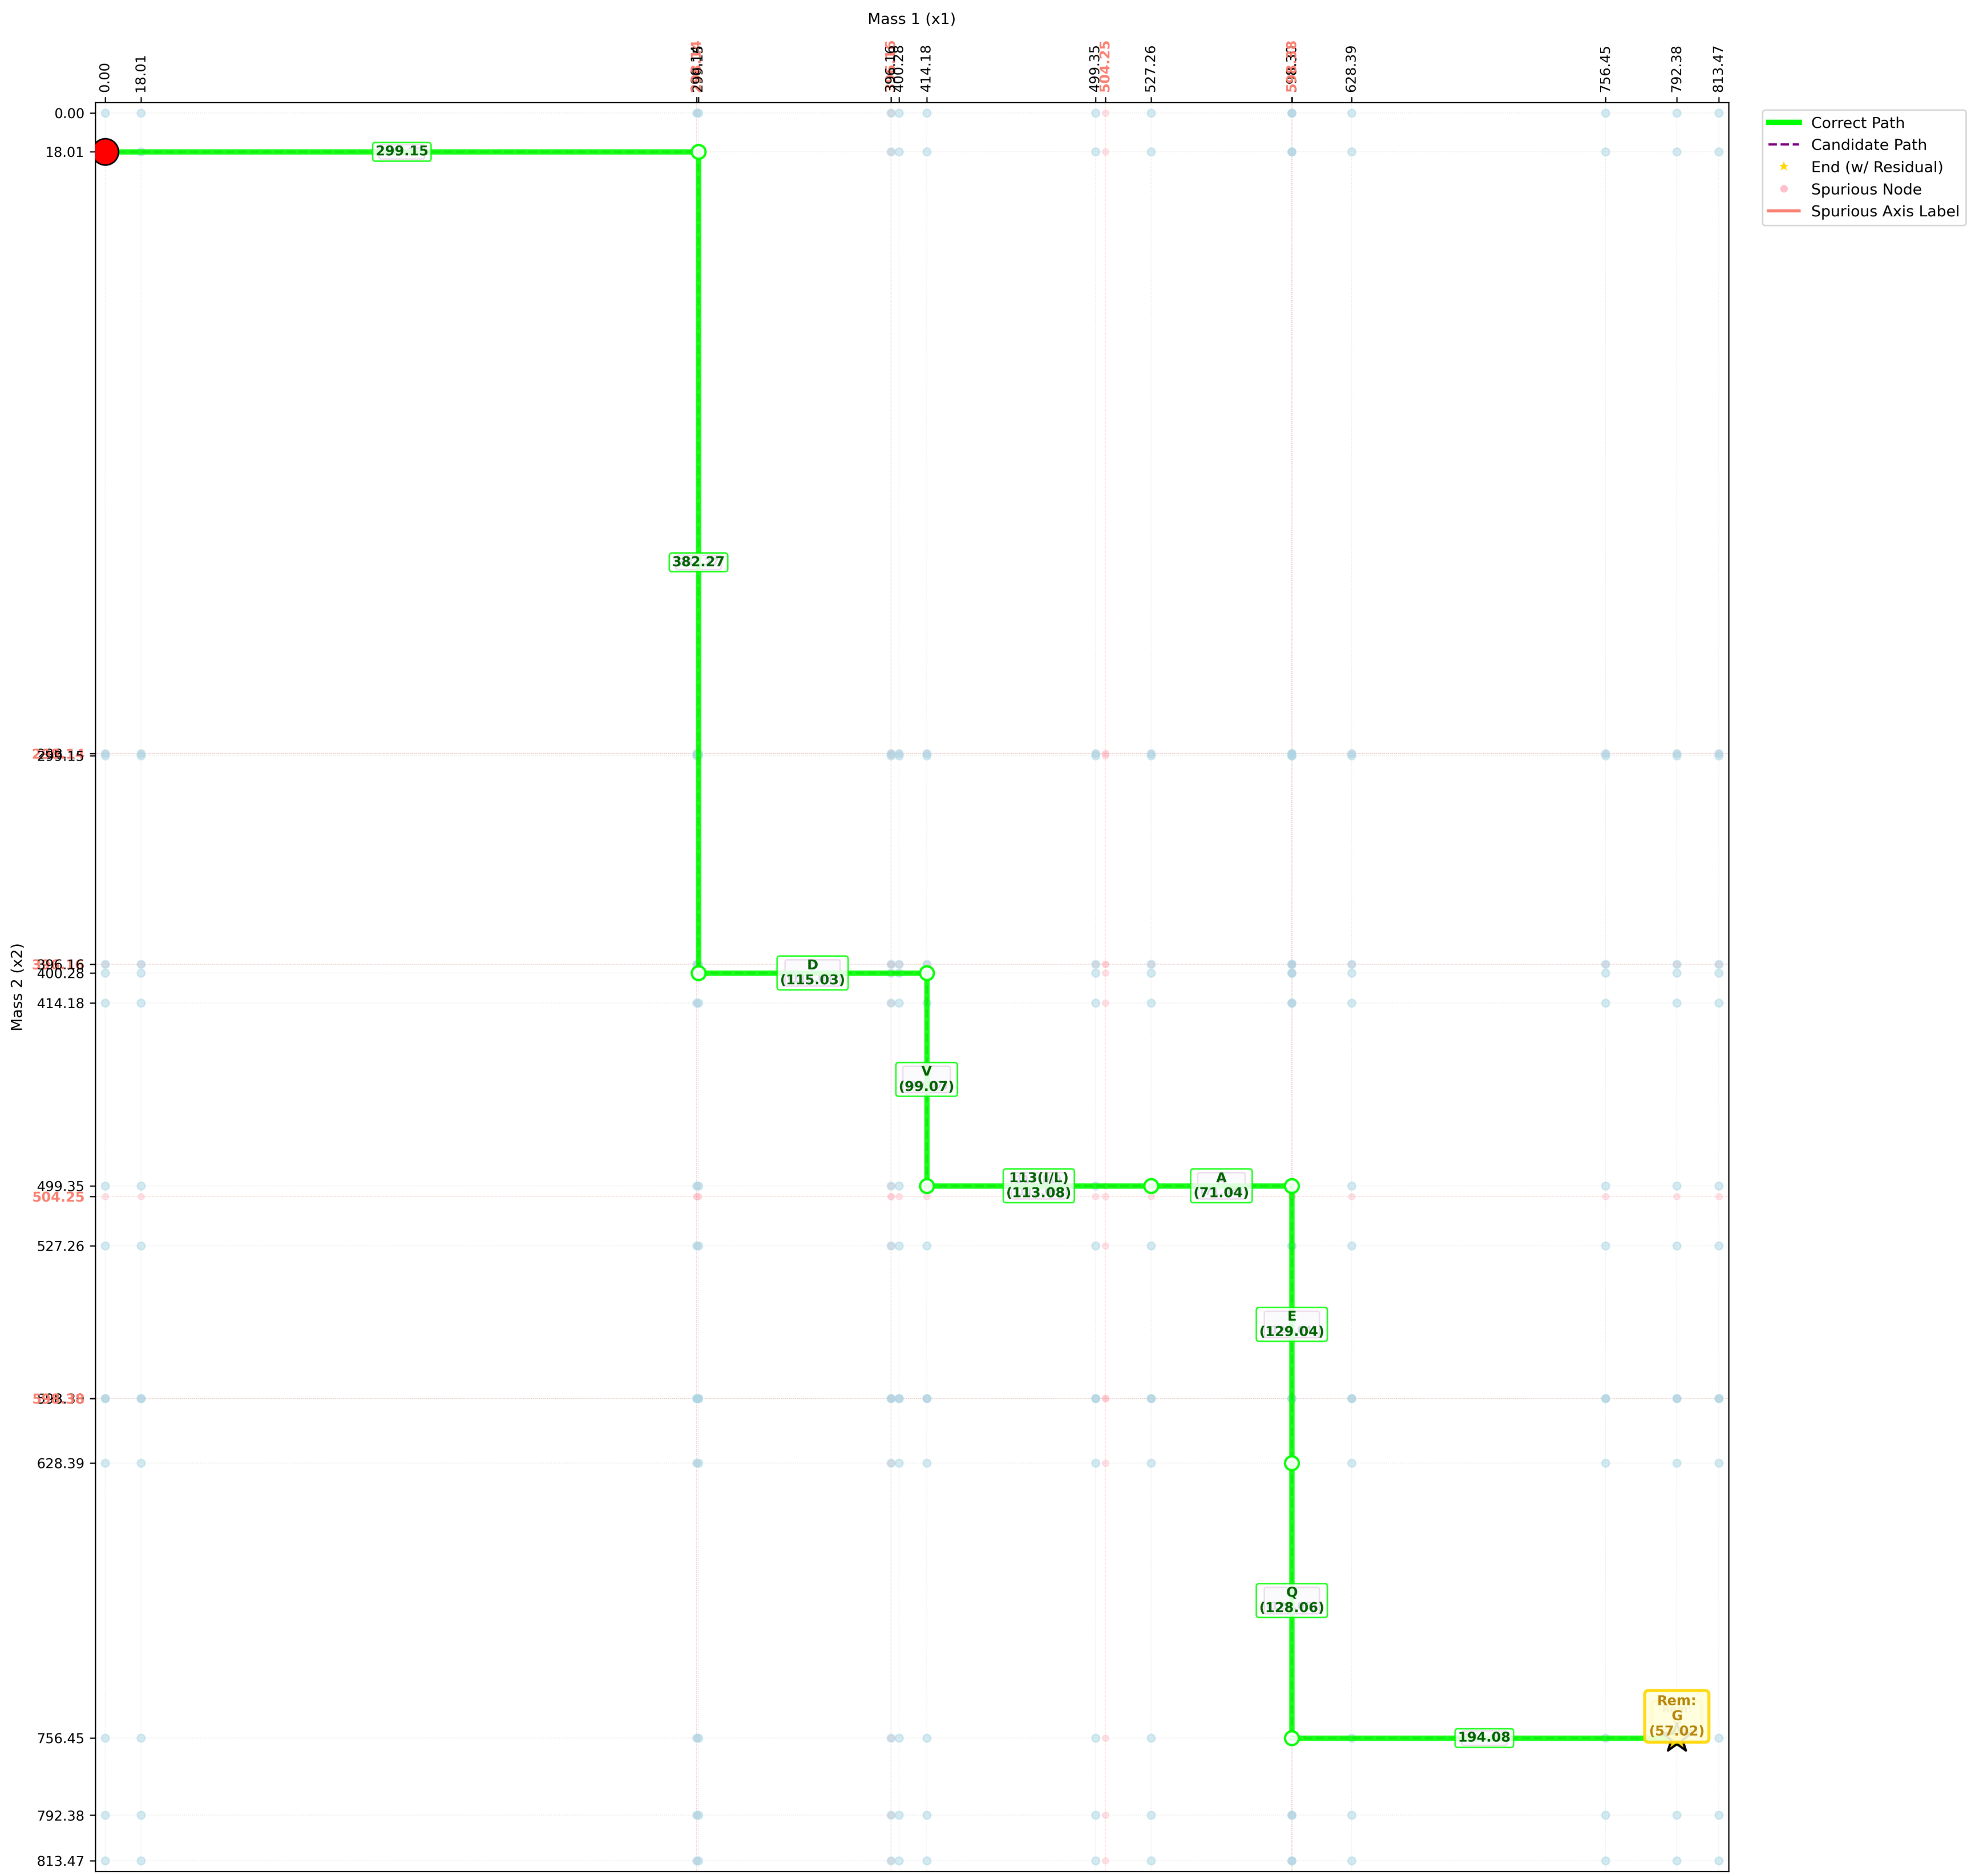 Mass 1 (x1)
0.00
18.01
299.15
396.16
400.28
414.18
499.35
504.25
527.26
598.30
628.39
756.45
792.38
813.47
Correct Path
Candidate Path
End (w/ Residual)
Spurious Node
Spurious Axis Label
Mass 2 (x2)
0.00
18.01
299.15
396.16
400.28
414.18
499.35
504.25
527.26
598.30
628.39
756.45
792.38
813.47
299.15
382.27
D
(115.03)
V
(99.07)
113(I/L)
(113.08)
A
(71.04)
E
(129.04)
Q
(128.06)
194.08
Rem:
G
(57.02)